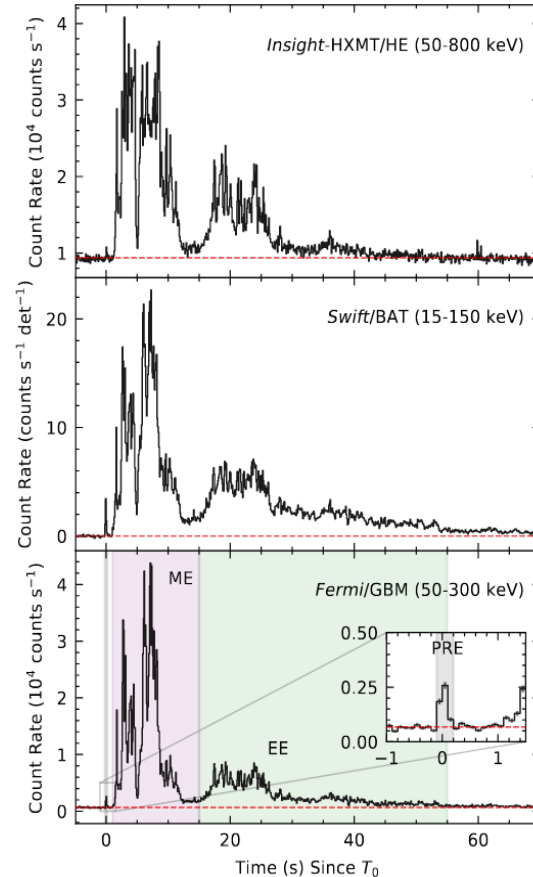 Insight-HXMT/HE (50-800 keV)
Count Rate (10⁴ counts s⁻¹)
4
3
2
1
Swift/BAT (15-150 keV)
Count Rate (counts s⁻¹ det⁻¹)
20
10
0
ME
Fermi/GBM (50-300 keV)
Count Rate (10⁴ counts s⁻¹)
4
3
2
1
0
EE
PRE
0.50
0.25
0.00
−1 0 1
0 20 40 60
Time (s) Since T₀